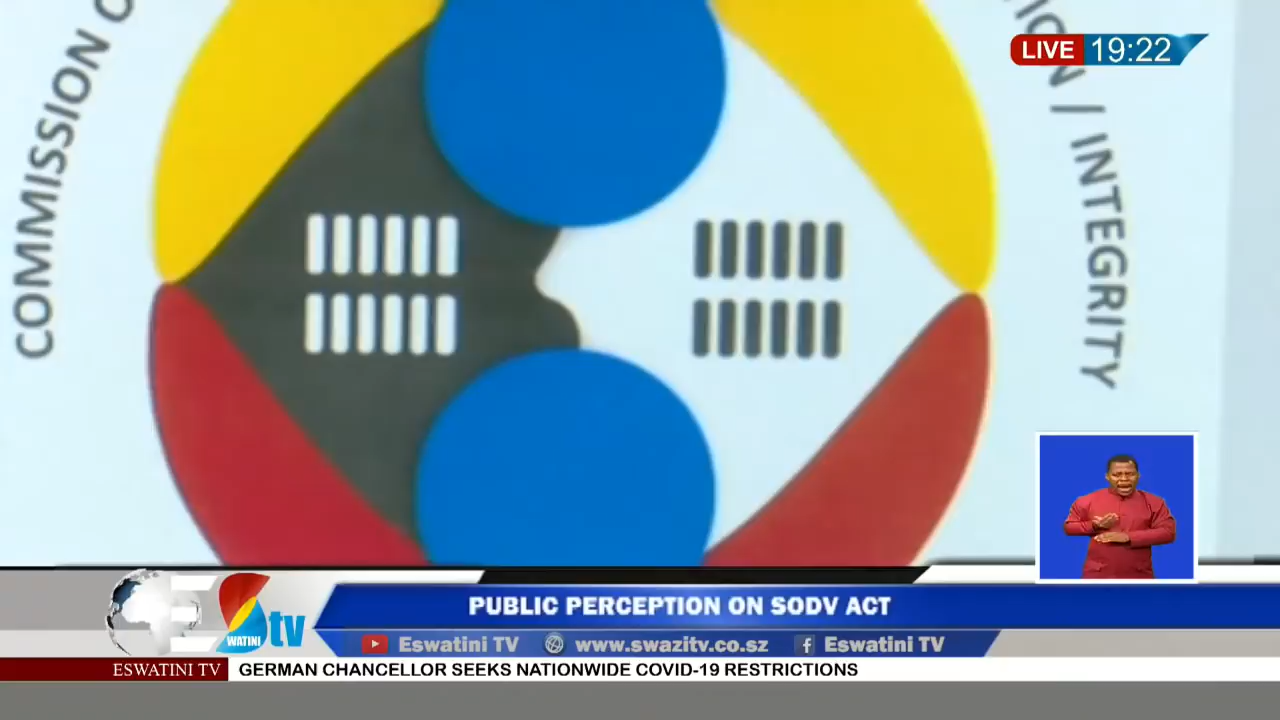 COMMISSION
INTEGRITY
LIVE 19:22
PUBLIC PERCEPTION ON SODV ACT
E WATINI tv
Eswatini TV www.swazitv.co.sz Eswatini TV
ESWATINI TV GERMAN CHANCELLOR SEEKS NATIONWIDE COVID-19 RESTRICTIONS